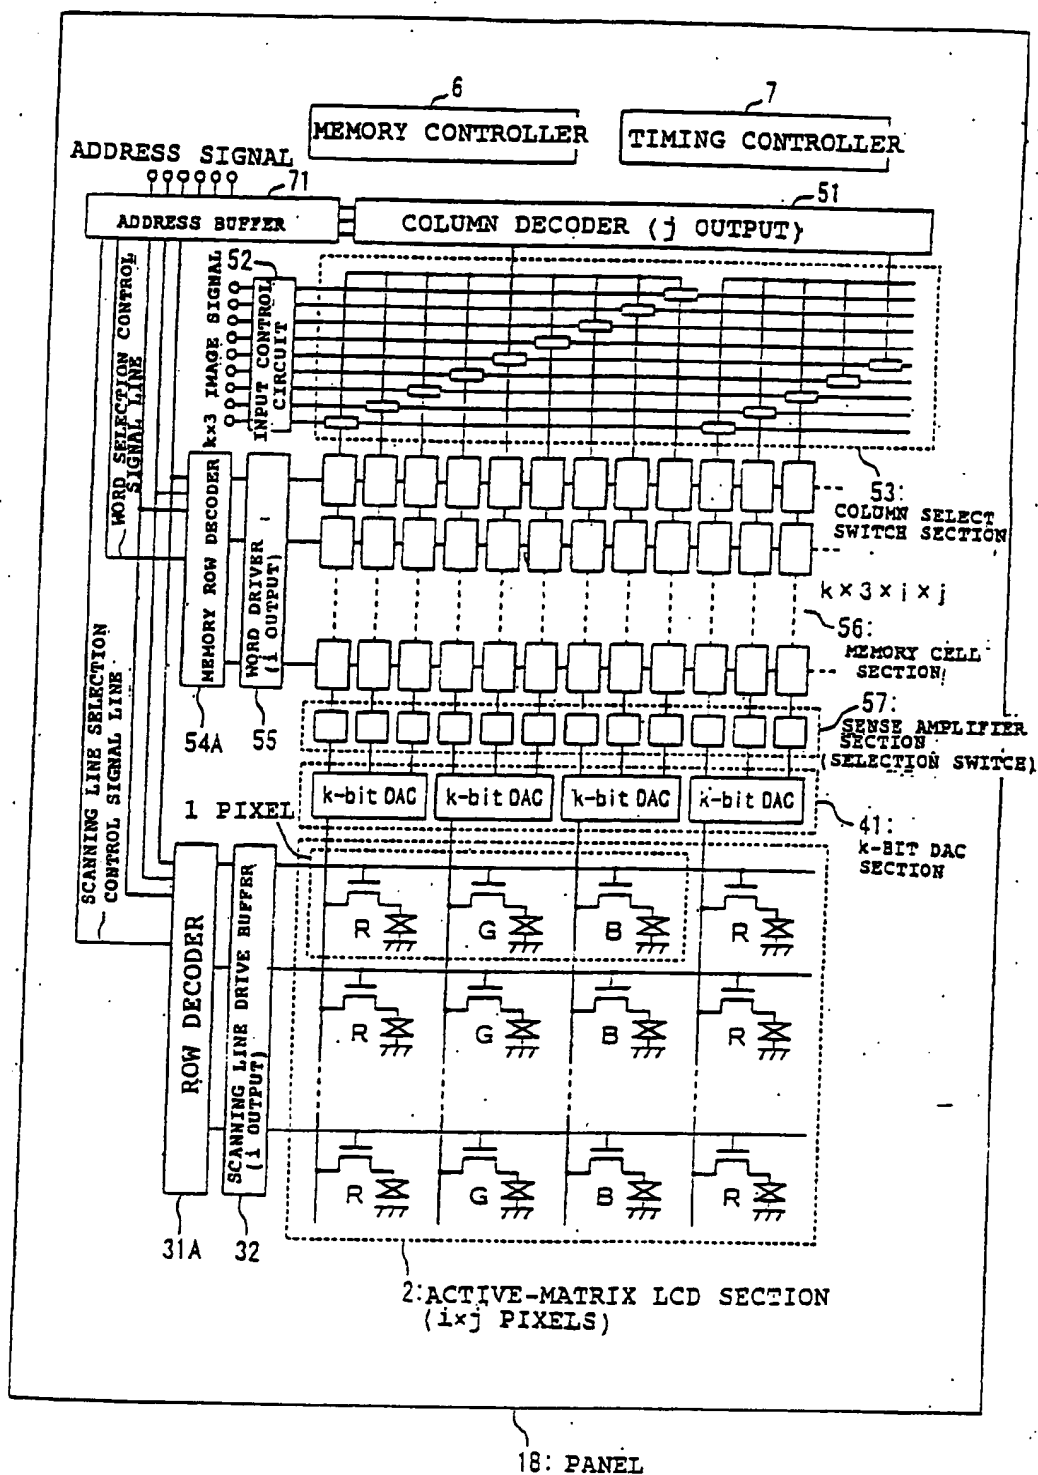 6
7
MEMORY CONTROLLER
TIMING CONTROLLER
ADDRESS SIGNAL
71
51
ADDRESS BUFFER
COLUMN DECODER (j OUTPUT)
WORD SELECTION CONTROL
SIGNAL LINE
k×3 IMAGE SIGNAL
52
INPUT CONTROL
CIRCUIT
53:
COLUMN SELECT
SWITCH SECTION
MEMORY ROW DECODER
WORD DRIVER
(i OUTPUT)
k×3×i×j
56:
MEMORY CELL
SECTION
54A
55
57:
SENSE AMPLIFIER
SECTION
(SELECTION SWITCH)
SCANNING LINE SELECTION
CONTROL SIGNAL LINE
k-bit DAC
k-bit DAC
k-bit DAC
k-bit DAC
1 PIXEL
41:
k-BIT DAC
SECTION
ROW DECODER
SCANNING LINE DRIVE BUFFER
(i OUTPUT)
R
G
B
R
R
G
B
R
R
G
B
R
31A
32
2:ACTIVE-MATRIX LCD SECTION
(i×j PIXELS)
18: PANEL